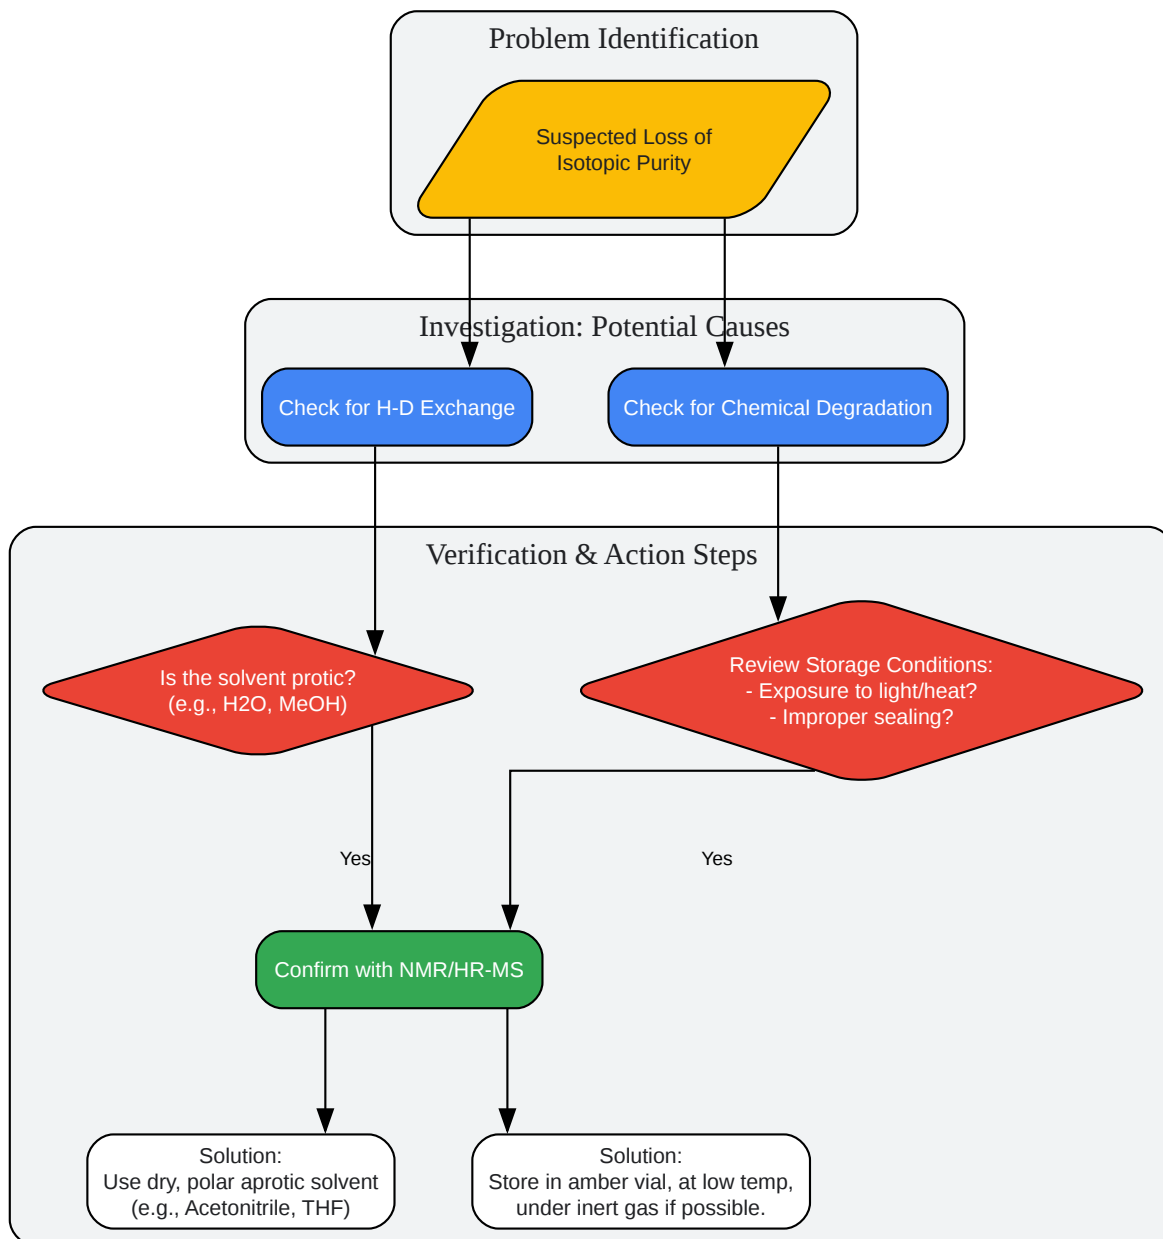 Problem Identification
Suspected Loss of
Isotopic Purity
Investigation: Potential Causes
Check for H-D Exchange
Check for Chemical Degradation
Verification & Action Steps
Is the solvent protic?
(e.g., H2O, MeOH)
Review Storage Conditions:
- Exposure to light/heat?
- Improper sealing?
Yes
Yes
Confirm with NMR/HR-MS
Solution:
Use dry, polar aprotic solvent
(e.g., Acetonitrile, THF)
Solution:
Store in amber vial, at low temp,
under inert gas if possible.